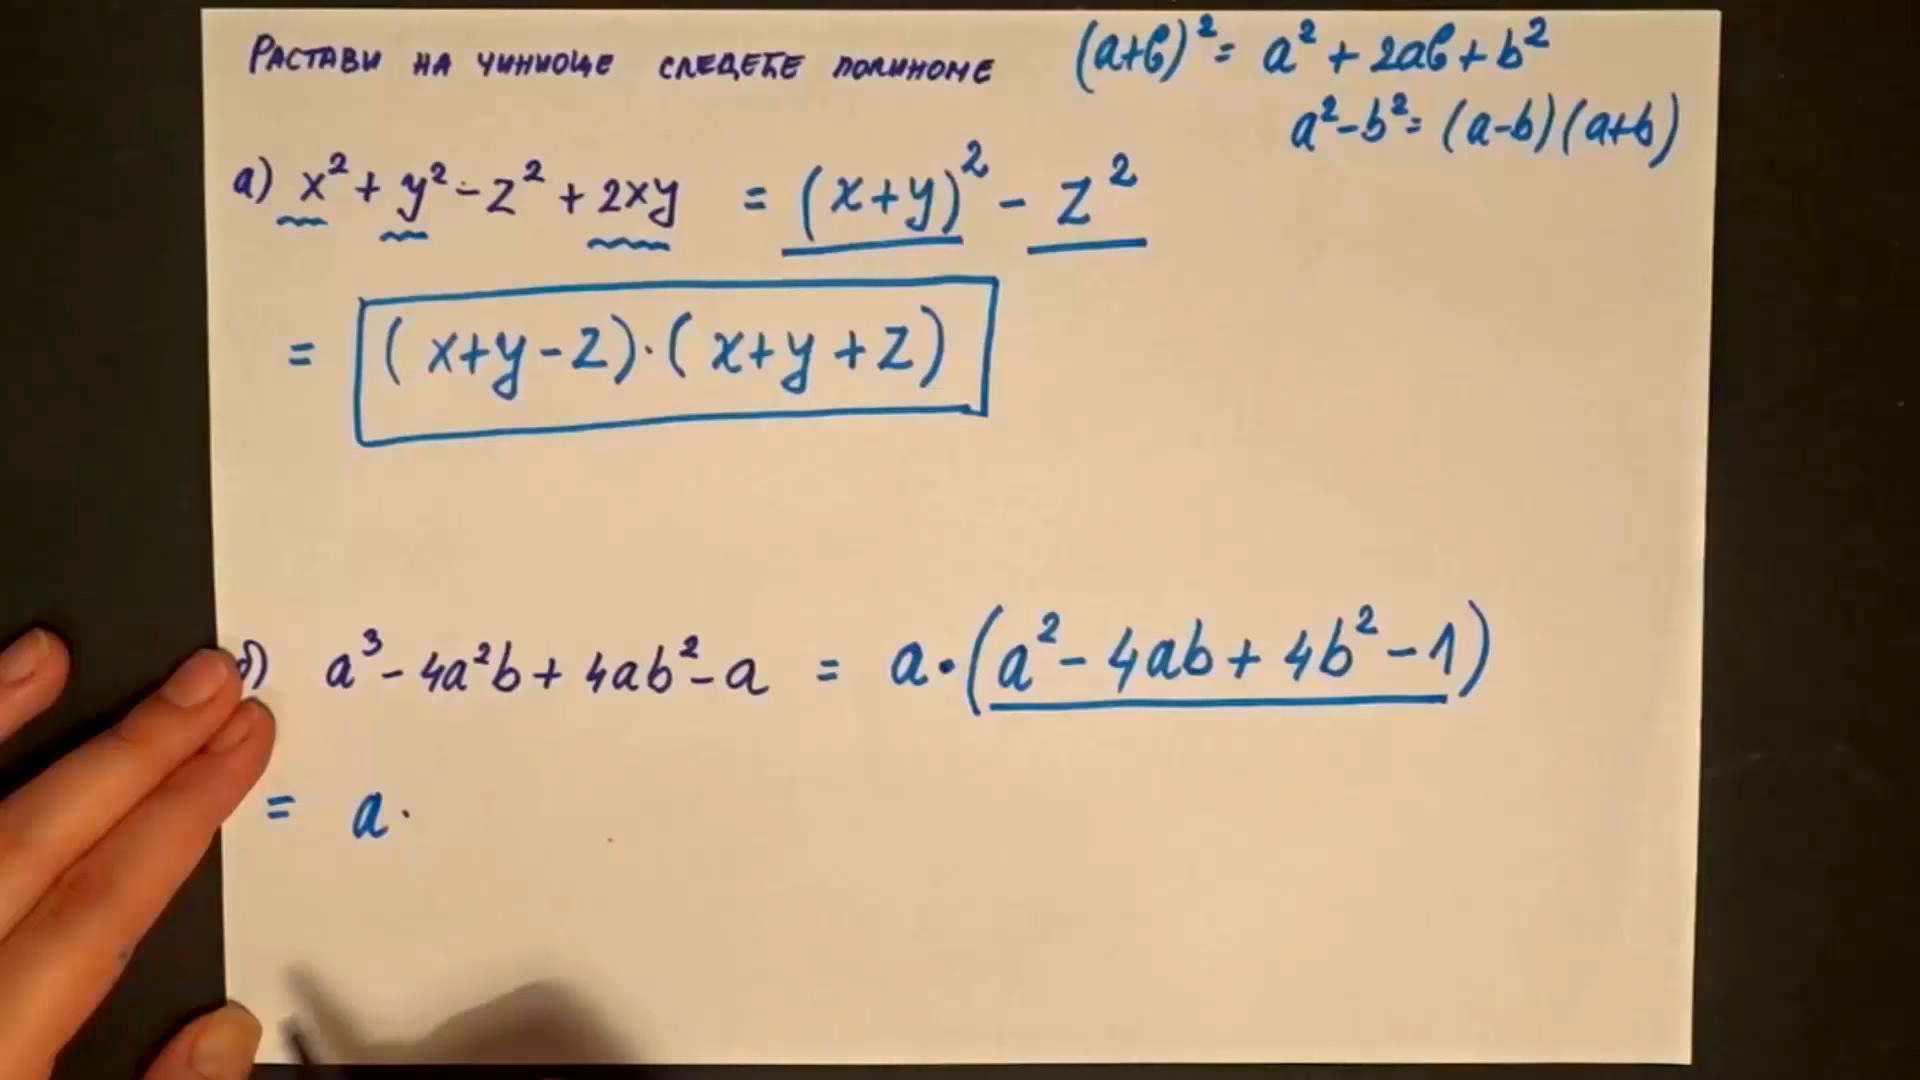 РАСТАВИ НА ЧИНИОЦЕ СЛЕДЕЋЕ ПОЛИНОМЕ
(a+b)² = a² + 2ab + b²
a² - b² = (a-b)(a+b)
а) x² + y² - z² + 2xy = (x+y)² - z²
= (x+y-z)·(x+y+z)
б) a³ - 4a²b + 4ab² - a = a·(a² - 4ab + 4b² - 1)
= a·